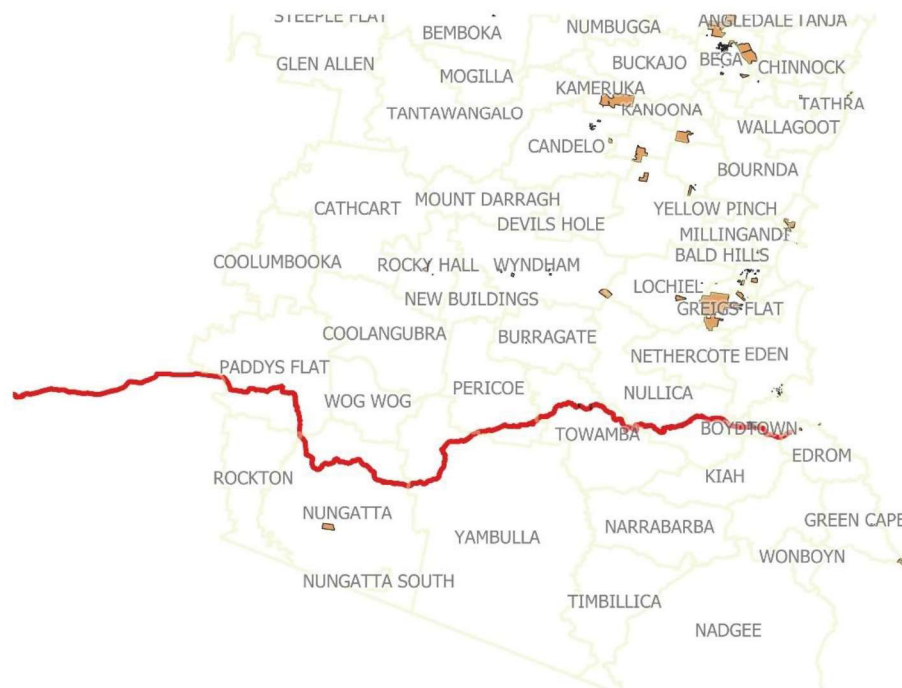 STEEPLE FLAT
ANGLEDALE TANJA
BEMBOKA
NUMBUGGA
GLEN ALLEN
BUCKAJO
BEGA
CHINNOCK
MOGILLA
KAMERUKA
TANTAWANGALO
KANOONA
TATHRA
WALLAGOOT
CANDELO
BOURNDA
CATHCART
MOUNT DARRAGH
YELLOW PINCH
DEVILS HOLE
MILLINGANDI
BALD HILLS
COOLUMBOOKA
ROCKY HALL
WYNDHAM
LOCHIEL
NEW BUILDINGS
GREIGS FLAT
COOLANGUBRA
BURRAGATE
NETHERCOTE
EDEN
PADDYS FLAT
PERICOE
NULLICA
WOG WOG
BOYDTOWN
TOWAMBA
EDROM
ROCKTON
KIAH
NUNGATTA
GREEN CAPE
NARRABARBA
YAMBULLA
WONBOYN
NUNGATTA SOUTH
TIMBILLICA
NADGEE